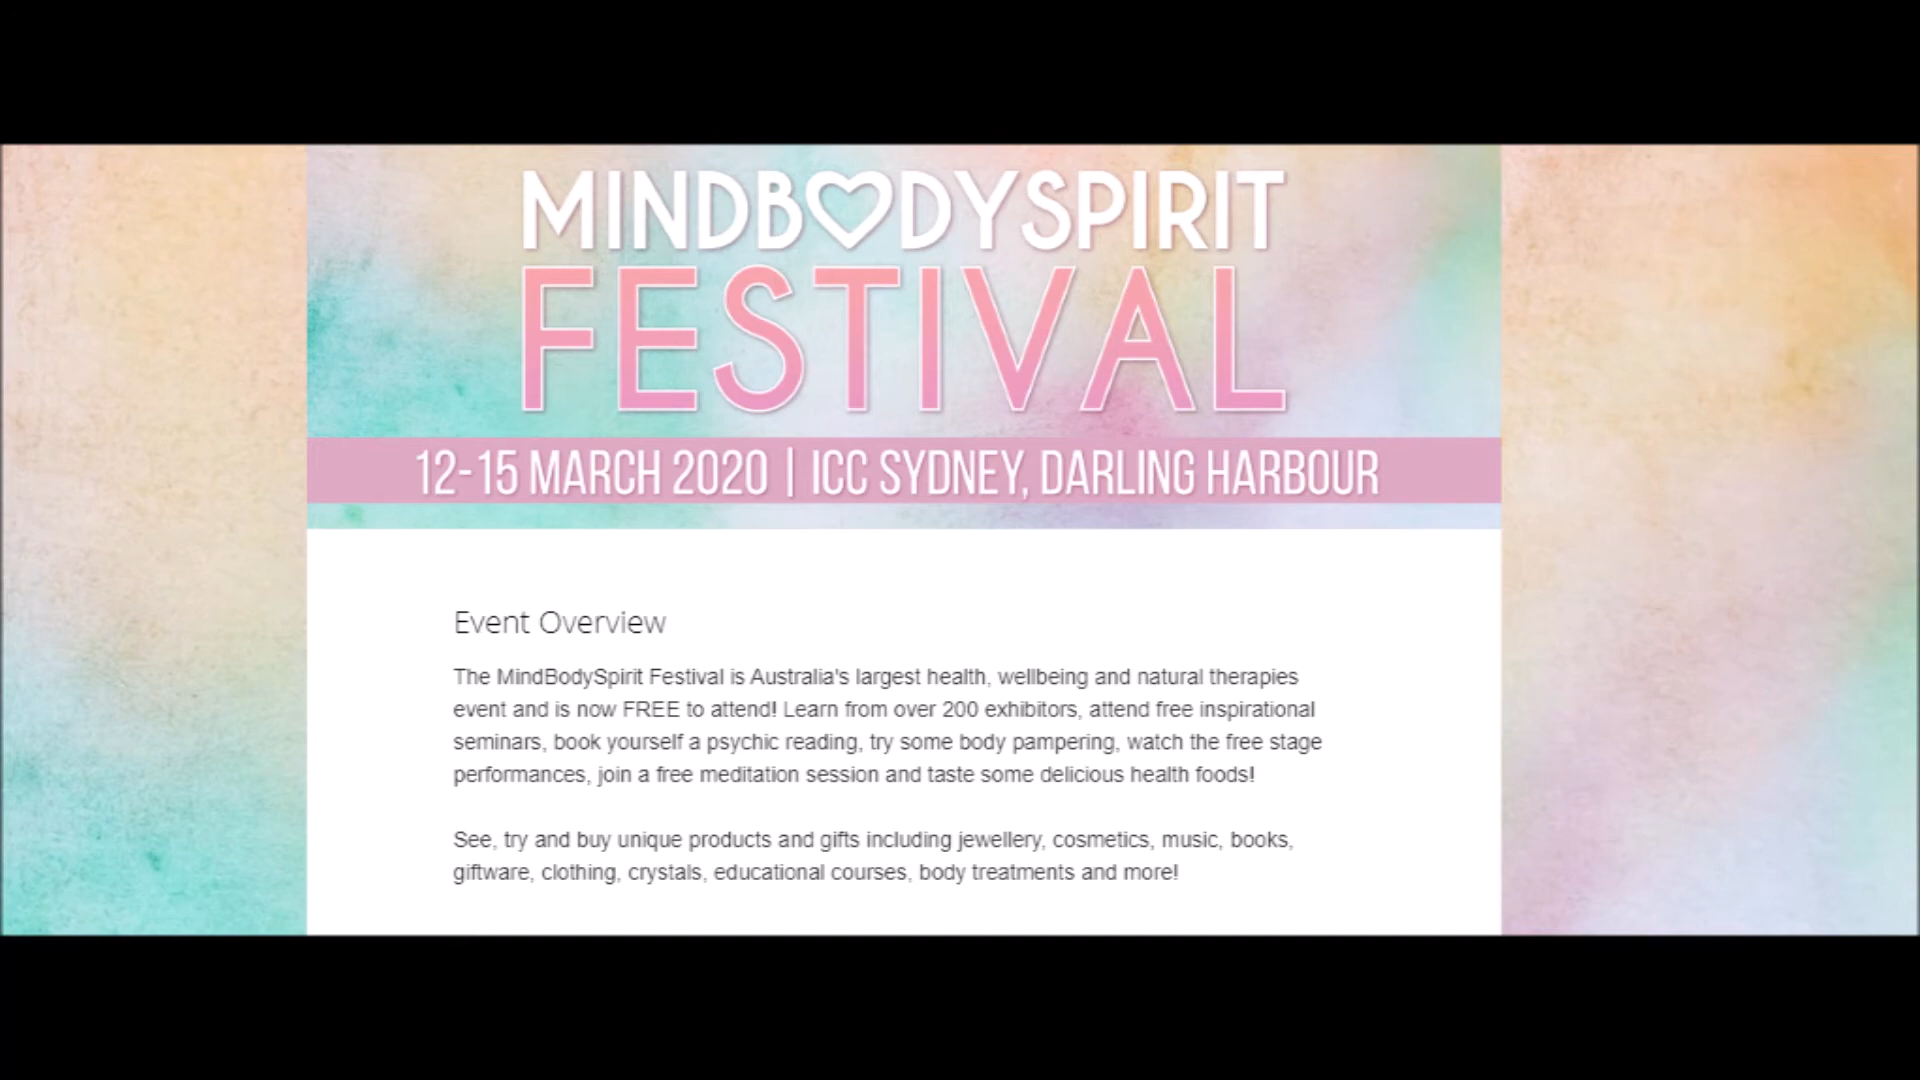 MINDBODYSPIRIT
FESTIVAL
12-15 MARCH 2020 | ICC SYDNEY, DARLING HARBOUR
Event Overview
The MindBodySpirit Festival is Australia's largest health, wellbeing and natural therapies
event and is now FREE to attend! Learn from over 200 exhibitors, attend free inspirational
seminars, book yourself a psychic reading, try some body pampering, watch the free stage
performances, join a free meditation session and taste some delicious health foods!
See, try and buy unique products and gifts including jewellery, cosmetics, music, books,
giftware, clothing, crystals, educational courses, body treatments and more!